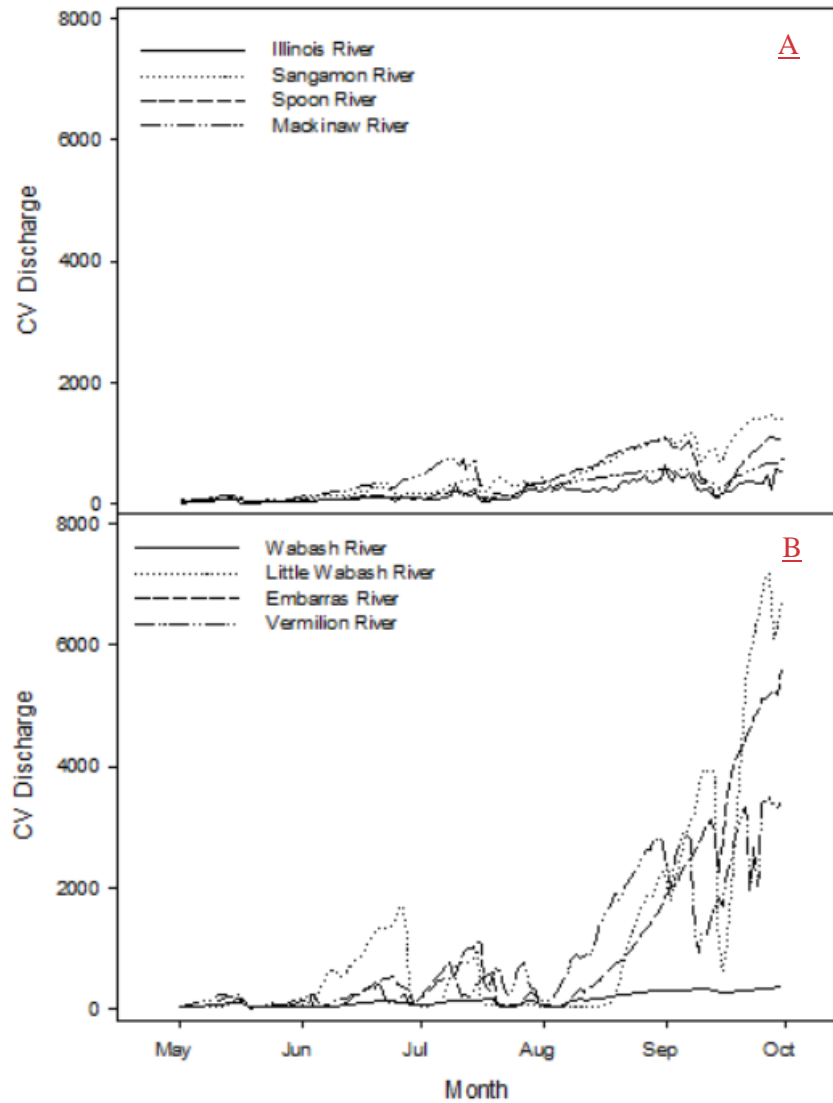 A
Illinois River
Sangamon River
Spoon River
Mackinaw River
8000
6000
4000
2000
0
CV Discharge
B
Wabash River
Little Wabash River
Embarras River
Vermilion River
8000
6000
4000
2000
0
CV Discharge
May Jun Jul Aug Sep Oct
Month